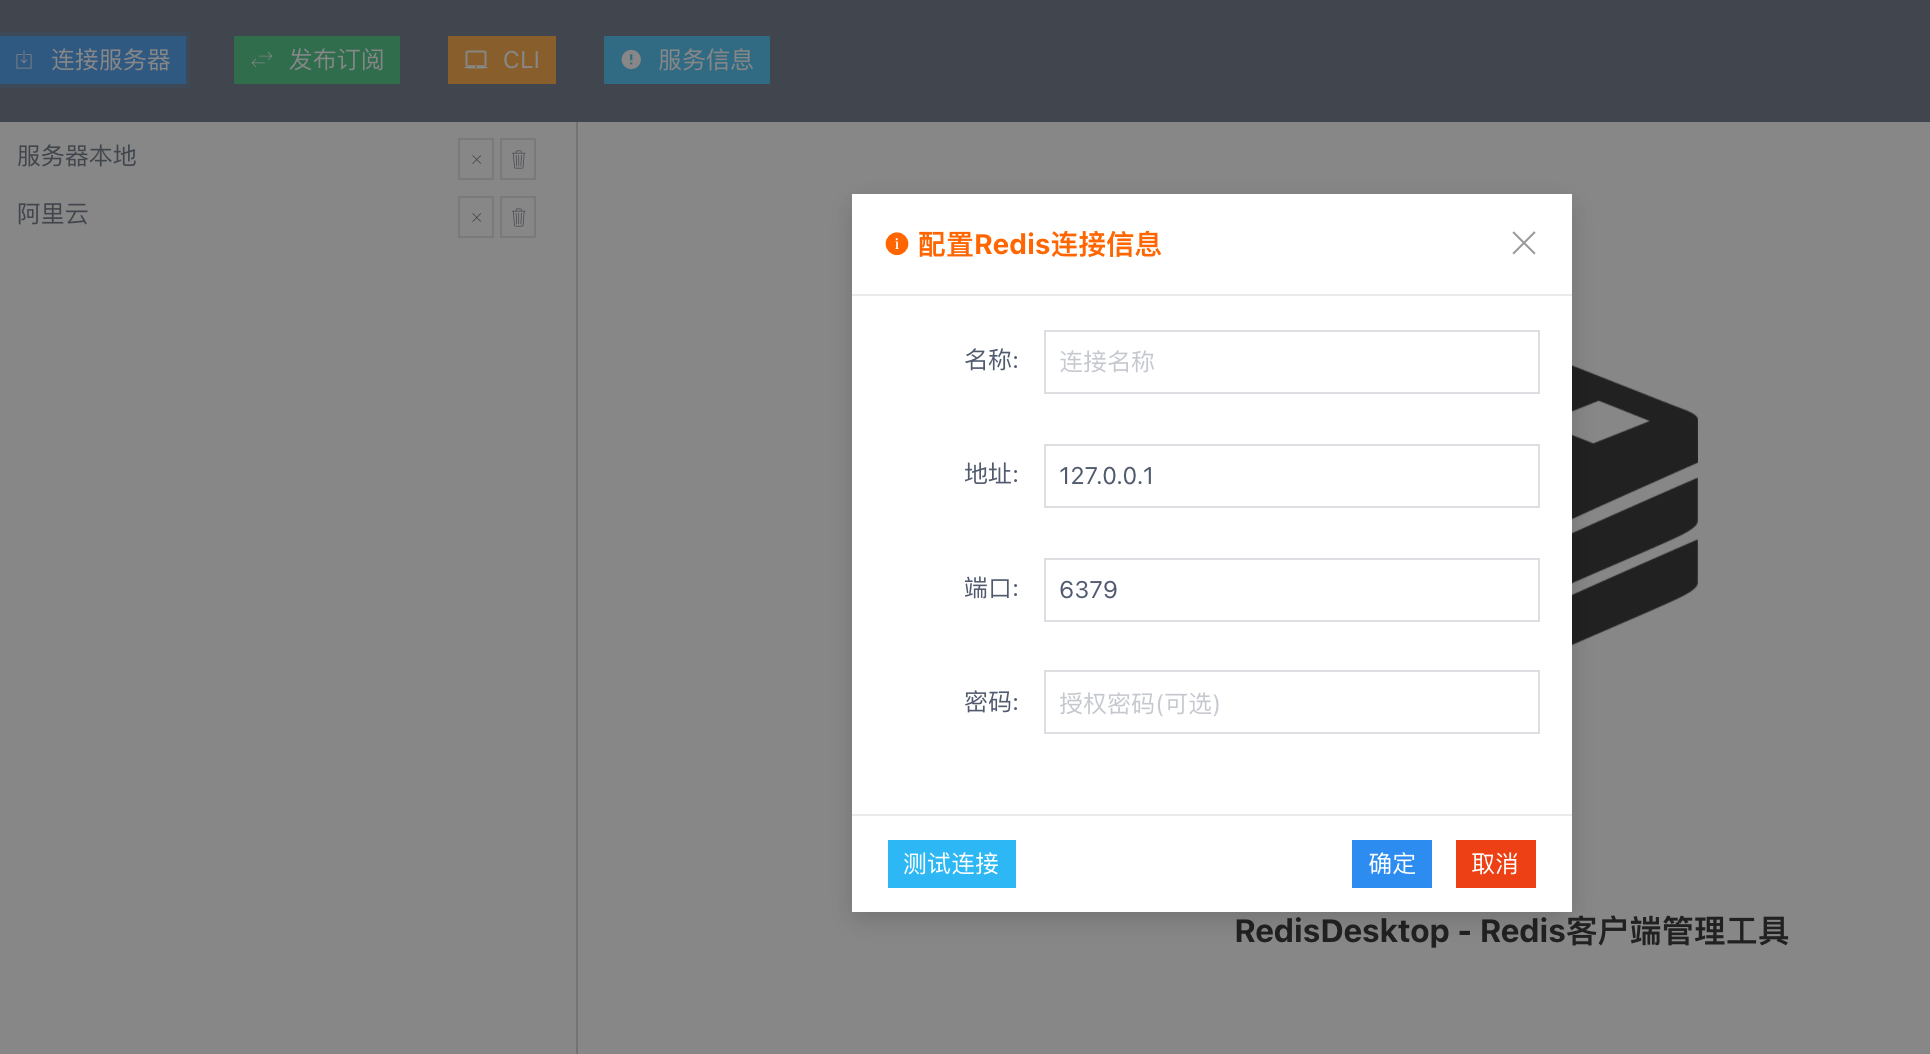 连接服务器 发布订阅 CLI 服务信息
服务器本地
阿里云
配置Redis连接信息
名称: 连接名称
地址: 127.0.0.1
端口: 6379
密码: 授权密码(可选)
测试连接 确定 取消
RedisDesktop - Redis客户端管理工具